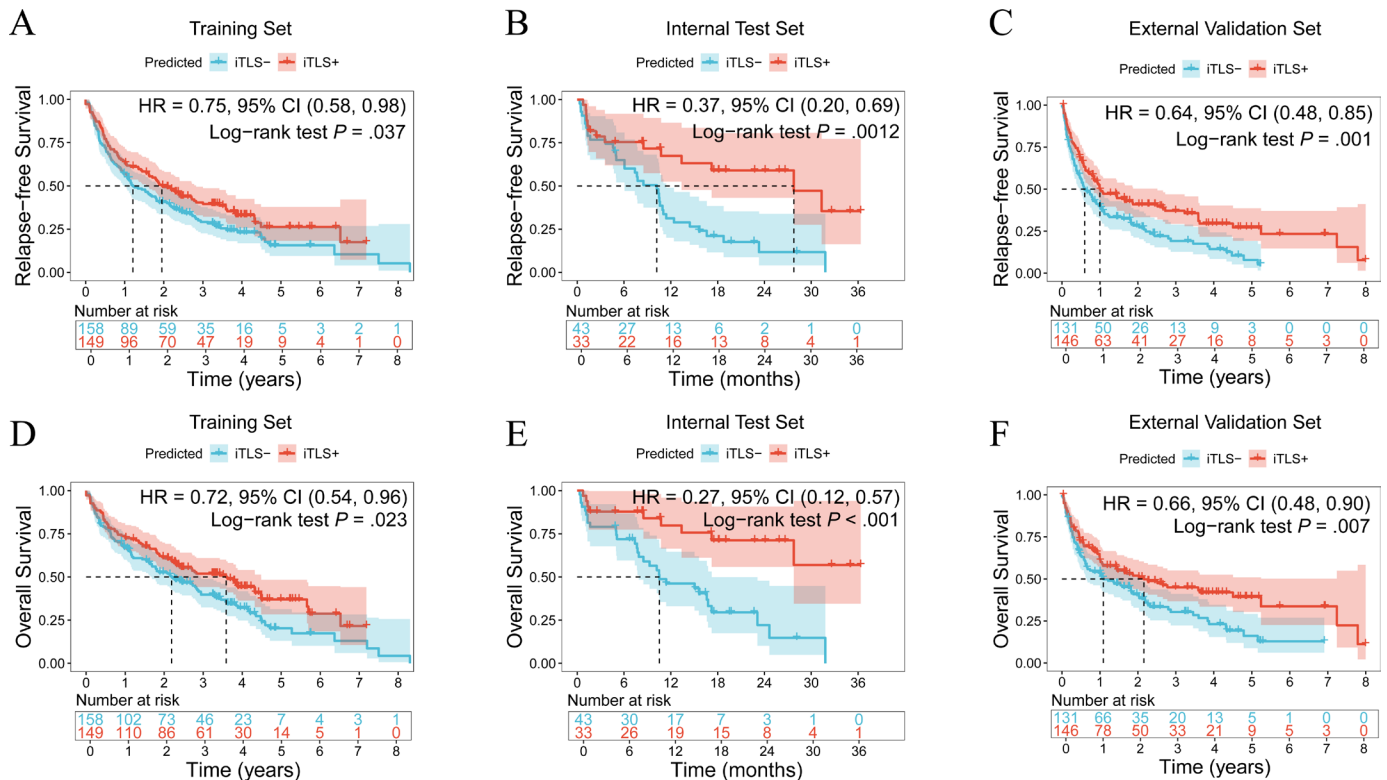 A
Training Set
Predicted iTLS− iTLS+
HR = 0.75, 95% CI (0.58, 0.98)
Log−rank test P = .037
Relapse−free Survival
1.00
0.75
0.50
0.25
0.00
0 1 2 3 4 5 6 7 8
Number at risk
158 89 59 35 16 5 3 2 1
149 96 70 47 19 9 4 1 0
0 1 2 3 4 5 6 7 8
Time (years)
B
Internal Test Set
Predicted iTLS− iTLS+
HR = 0.37, 95% CI (0.20, 0.69)
Log−rank test P = .0012
Relapse−free Survival
1.00
0.75
0.50
0.25
0.00
0 6 12 18 24 30 36
Number at risk
43 27 13 6 2 1 0
33 22 16 13 8 4 1
0 6 12 18 24 30 36
Time (months)
C
External Validation Set
Predicted iTLS− iTLS+
HR = 0.64, 95% CI (0.48, 0.85)
Log−rank test P = .001
Relapse−free Survival
1.00
0.75
0.50
0.25
0.00
0 1 2 3 4 5 6 7 8
Number at risk
131 50 26 13 9 3 0 0 0
146 63 41 27 16 8 5 3 0
0 1 2 3 4 5 6 7 8
Time (years)
D
Training Set
Predicted iTLS− iTLS+
HR = 0.72, 95% CI (0.54, 0.96)
Log−rank test P = .023
Overall Survival
1.00
0.75
0.50
0.25
0.00
0 1 2 3 4 5 6 7 8
Number at risk
158 102 73 46 23 7 4 3 1
149 110 86 61 30 14 5 1 0
0 1 2 3 4 5 6 7 8
Time (years)
E
Internal Test Set
Predicted iTLS− iTLS+
HR = 0.27, 95% CI (0.12, 0.57)
Log−rank test P < .001
Overall Survival
1.00
0.75
0.50
0.25
0.00
0 6 12 18 24 30 36
Number at risk
43 30 17 7 3 1 0
33 26 19 15 8 4 1
0 6 12 18 24 30 36
Time (months)
F
External Validation Set
Predicted iTLS− iTLS+
HR = 0.66, 95% CI (0.48, 0.90)
Log−rank test P = .007
Overall Survival
1.00
0.75
0.50
0.25
0.00
0 1 2 3 4 5 6 7 8
Number at risk
131 66 35 20 13 5 1 0 0
146 78 50 33 21 9 5 3 0
0 1 2 3 4 5 6 7 8
Time (years)